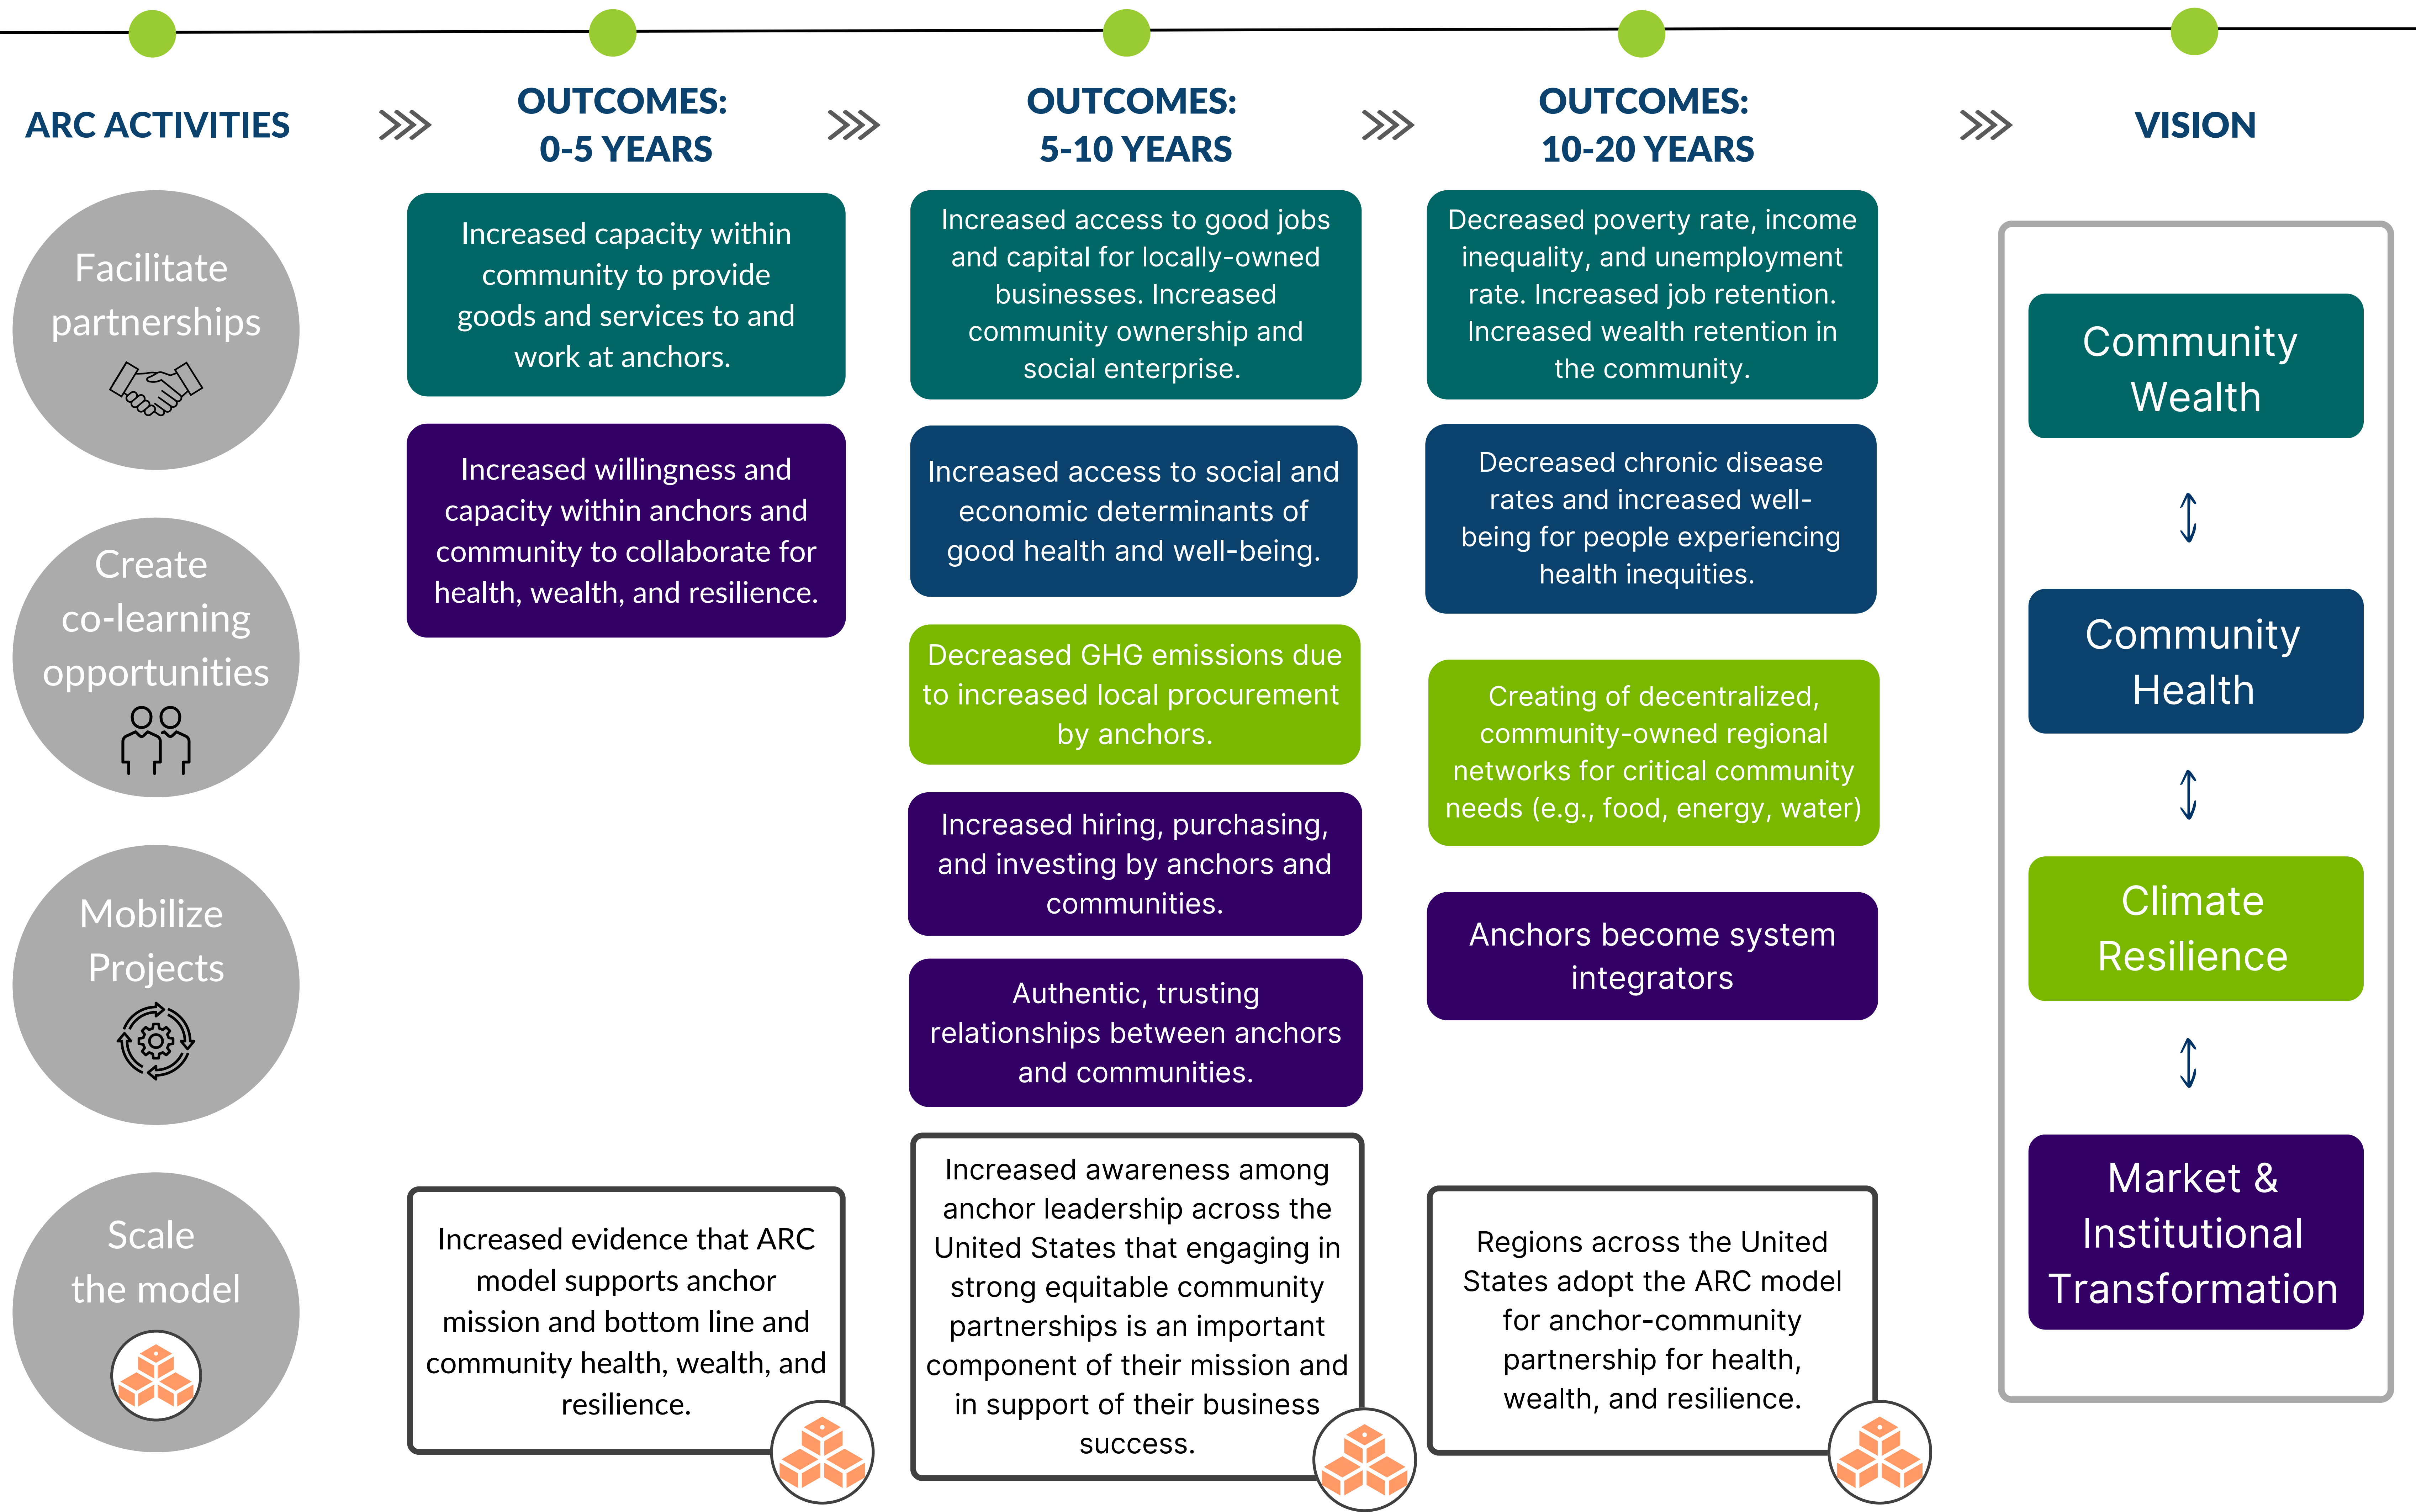 ARC ACTIVITIES
Facilitate
partnerships
Create
co-learning
opportunities
Mobilize
Projects
Scale
the model
OUTCOMES:
0-5 YEARS
Increased capacity within
community to provide
goods and services to and
work at anchors.
Increased willingness and
capacity within anchors and
community to collaborate for
health, wealth, and resilience.
Increased evidence that ARC
model supports anchor
mission and bottom line and
community health, wealth, and
resilience.
OUTCOMES:
5-10 YEARS
Increased access to good jobs
and capital for locally-owned
businesses. Increased
community ownership and
social enterprise.
Increased access to social and
economic determinants of
good health and well-being.
Decreased GHG emissions due
to increased local procurement
by anchors.
Increased hiring, purchasing,
and investing by anchors and
communities.
Authentic, trusting
relationships between anchors
and communities.
Increased awareness among
anchor leadership across the
United States that engaging in
strong equitable community
partnerships is an important
component of their mission and
in support of their business
success.
OUTCOMES:
10-20 YEARS
Decreased poverty rate, income
inequality, and unemployment
rate. Increased job retention.
Increased wealth retention in
the community.
Decreased chronic disease
rates and increased well-
being for people experiencing
health inequities.
Creating of decentralized,
community-owned regional
networks for critical community
needs (e.g., food, energy, water)
Anchors become system
integrators
Regions across the United
States adopt the ARC model
for anchor-community
partnership for health,
wealth, and resilience.
VISION
Community
Wealth
Community
Health
Climate
Resilience
Market &
Institutional
Transformation